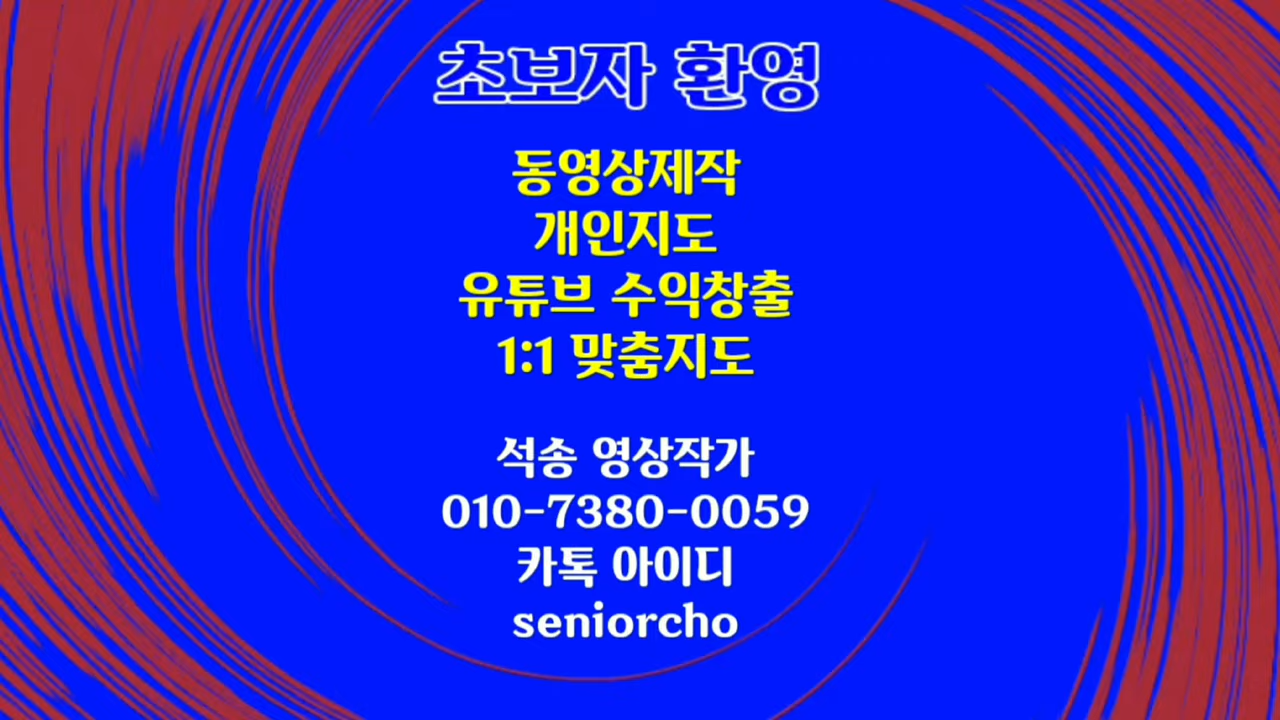 초보자 환영
동영상제작
개인지도
유튜브 수익창출
1:1 맞춤지도
석송 영상작가
010-7380-0059
카톡 아이디
seniorcho